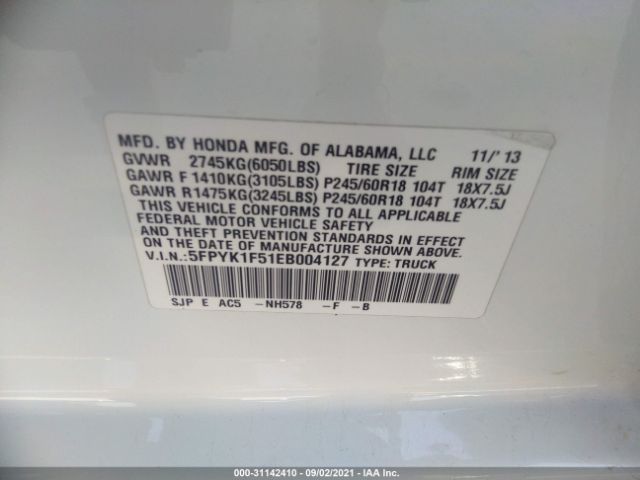 MFD. BY HONDA MFG. OF ALABAMA, LLC 11/'13
GVWR 2745KG(6050LBS) TIRE SIZE RIM SIZE
GAWR F 1410KG(3105LBS) P245/60R18 104T 18X7.5J
GAWR R1475KG(3245LBS) P245/60R18 104T 18X7.5J
THIS VEHICLE CONFORMS TO ALL APPLICABLE
FEDERAL MOTOR VEHICLE SAFETY
AND THEFT PREVENTION STANDARDS IN EFFECT
ON THE DATE OF MANUFACTURE SHOWN ABOVE.
V.I.N.:5FPYK1F51EB004127 TYPE: TRUCK
SJP E AC5 -NH578 -F -B
000-31142410 - 09/02/2021 - IAA Inc.